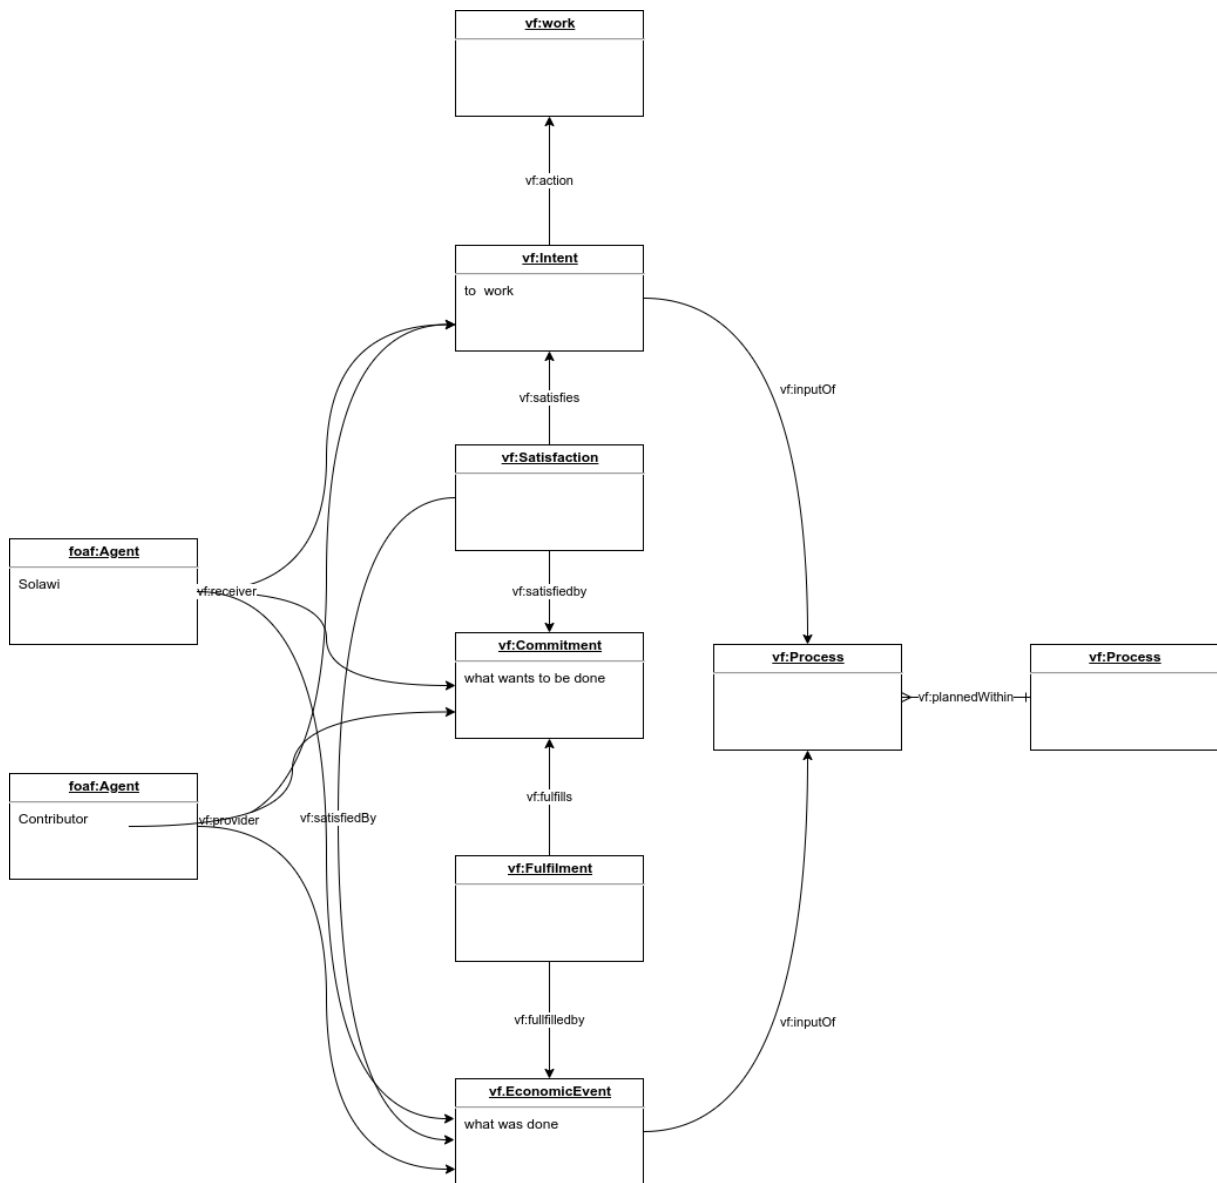 vf:work
vf:action
vf:Intent
to  work
vf:inputOf
vf:satisfies
vf:Satisfaction
foaf:Agent
Solawi
vf:receiver
vf:satisfiedby
vf:Commitment
what wants to be done
vf:Process
vf:plannedWithin
vf:Process
foaf:Agent
Contributor
vf:provider
vf:satisfiedBy
vf:fulfills
vf:Fulfilment
vf:fullfilledby
vf:inputOf
vf.EconomicEvent
what was done